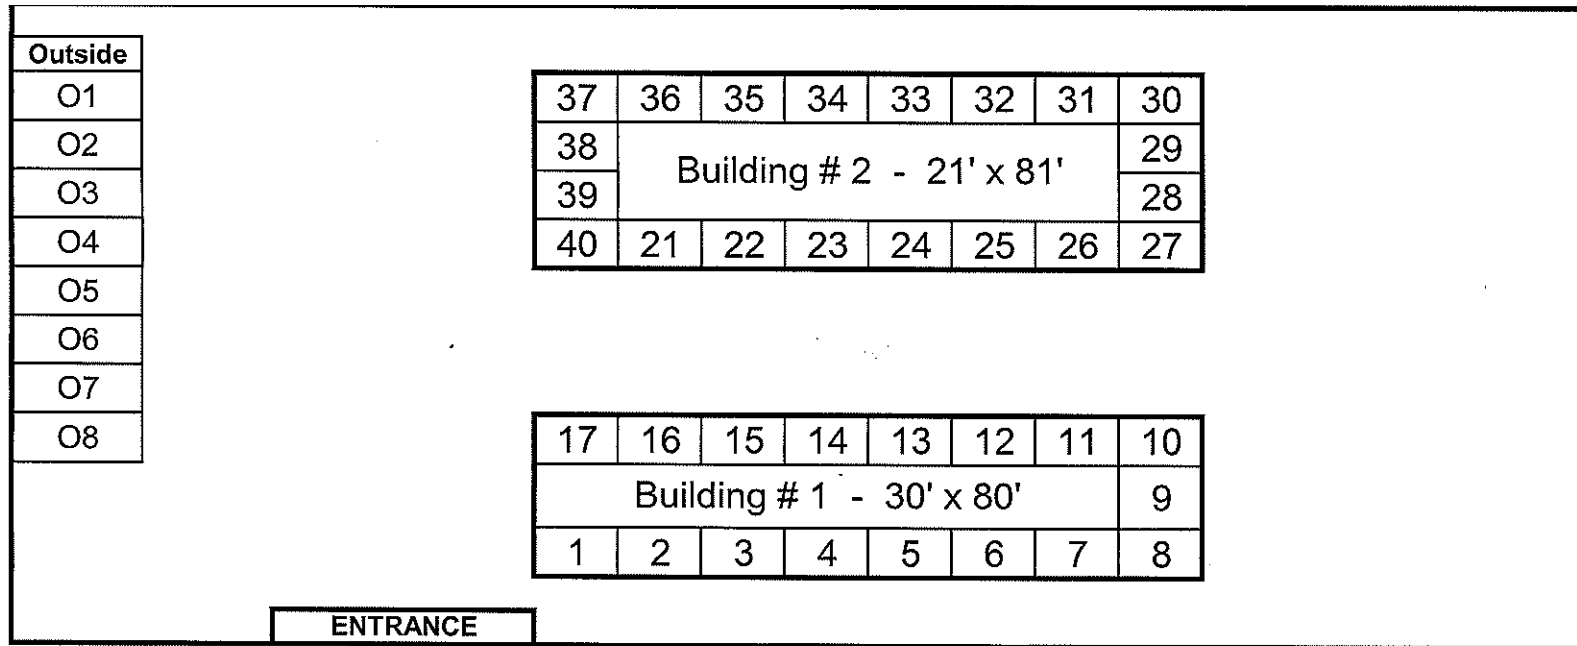 Outside
O1
O2
O3
O4
O5
O6
O7
O8
37 36 35 34 33 32 31 30
38 29
Building # 2 - 21' x 81'
39 28
40 21 22 23 24 25 26 27
17 16 15 14 13 12 11 10
Building # 1 - 30' x 80' 9
1 2 3 4 5 6 7 8
ENTRANCE